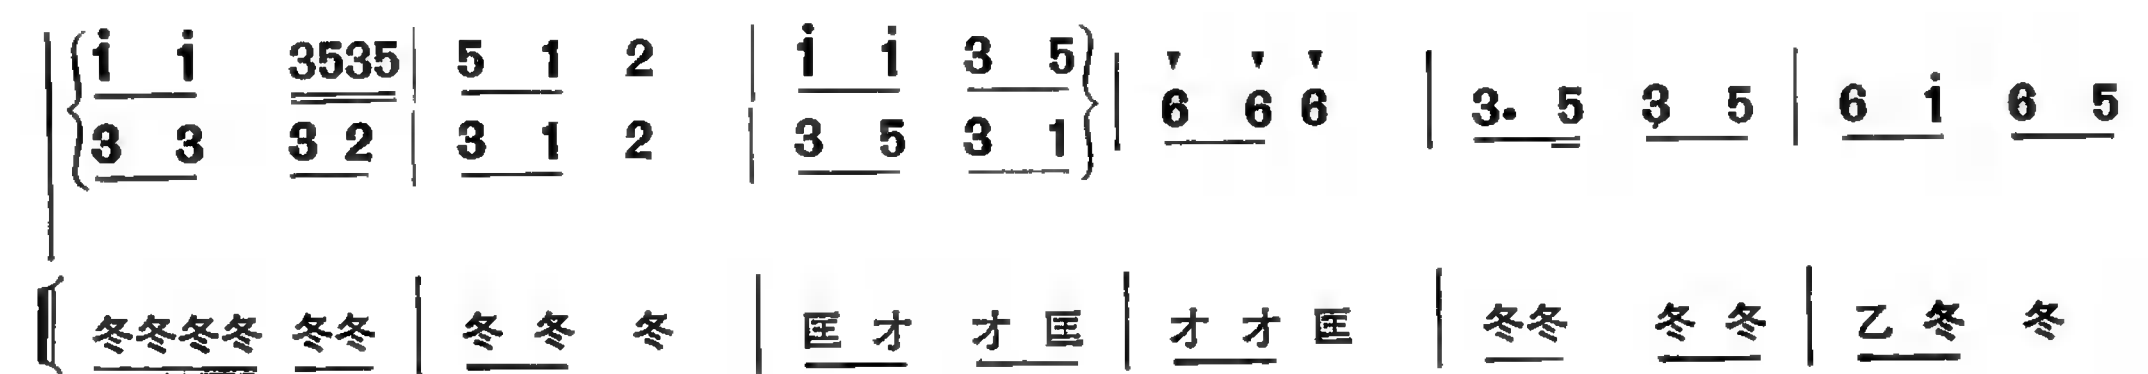 i i 3535 | 5 1 2 | i i 3 5 | 6 6 6 | 3. 5 3 5 | 6 i 6 5
3 3 3 2 | 3 1 2 | 3 5 3 1
冬冬冬冬 冬冬 | 冬 冬 冬 | 匡 才 才 匡 | 才 才 匡 | 冬冬 冬 冬 | 乙 冬 冬